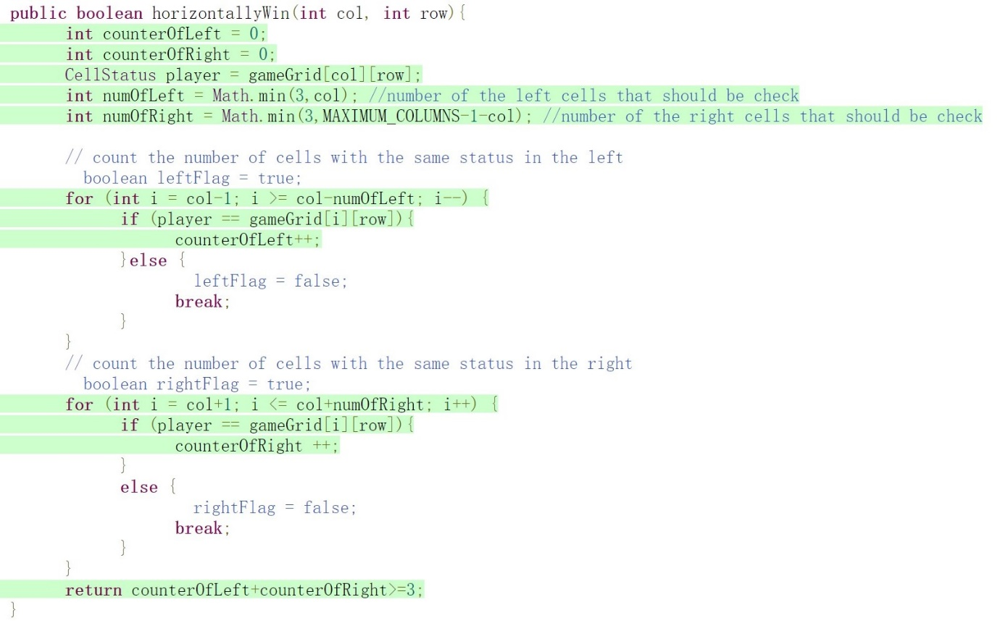 public boolean horizontallyWin(int col, int row){
int counterOfLeft = 0;
int counterOfRight = 0;
CellStatus player = gameGrid[col][row];
int numOfLeft = Math.min(3,col); //number of the left cells that should be check
int numOfRight = Math.min(3,MAXIMUM_COLUMNS-1-col); //number of the right cells that should be check
// count the number of cells with the same status in the left
boolean leftFlag = true;
for (int i = col-1; i >= col-numOfLeft; i--) {
if (player == gameGrid[i][row]){
counterOfLeft++;
}else {
leftFlag = false;
break;
}
}
// count the number of cells with the same status in the right
boolean rightFlag = true;
for (int i = col+1; i <= col+numOfRight; i++) {
if (player == gameGrid[i][row]){
counterOfRight ++;
}
else {
rightFlag = false;
break;
}
}
return counterOfLeft+counterOfRight>=3;
}